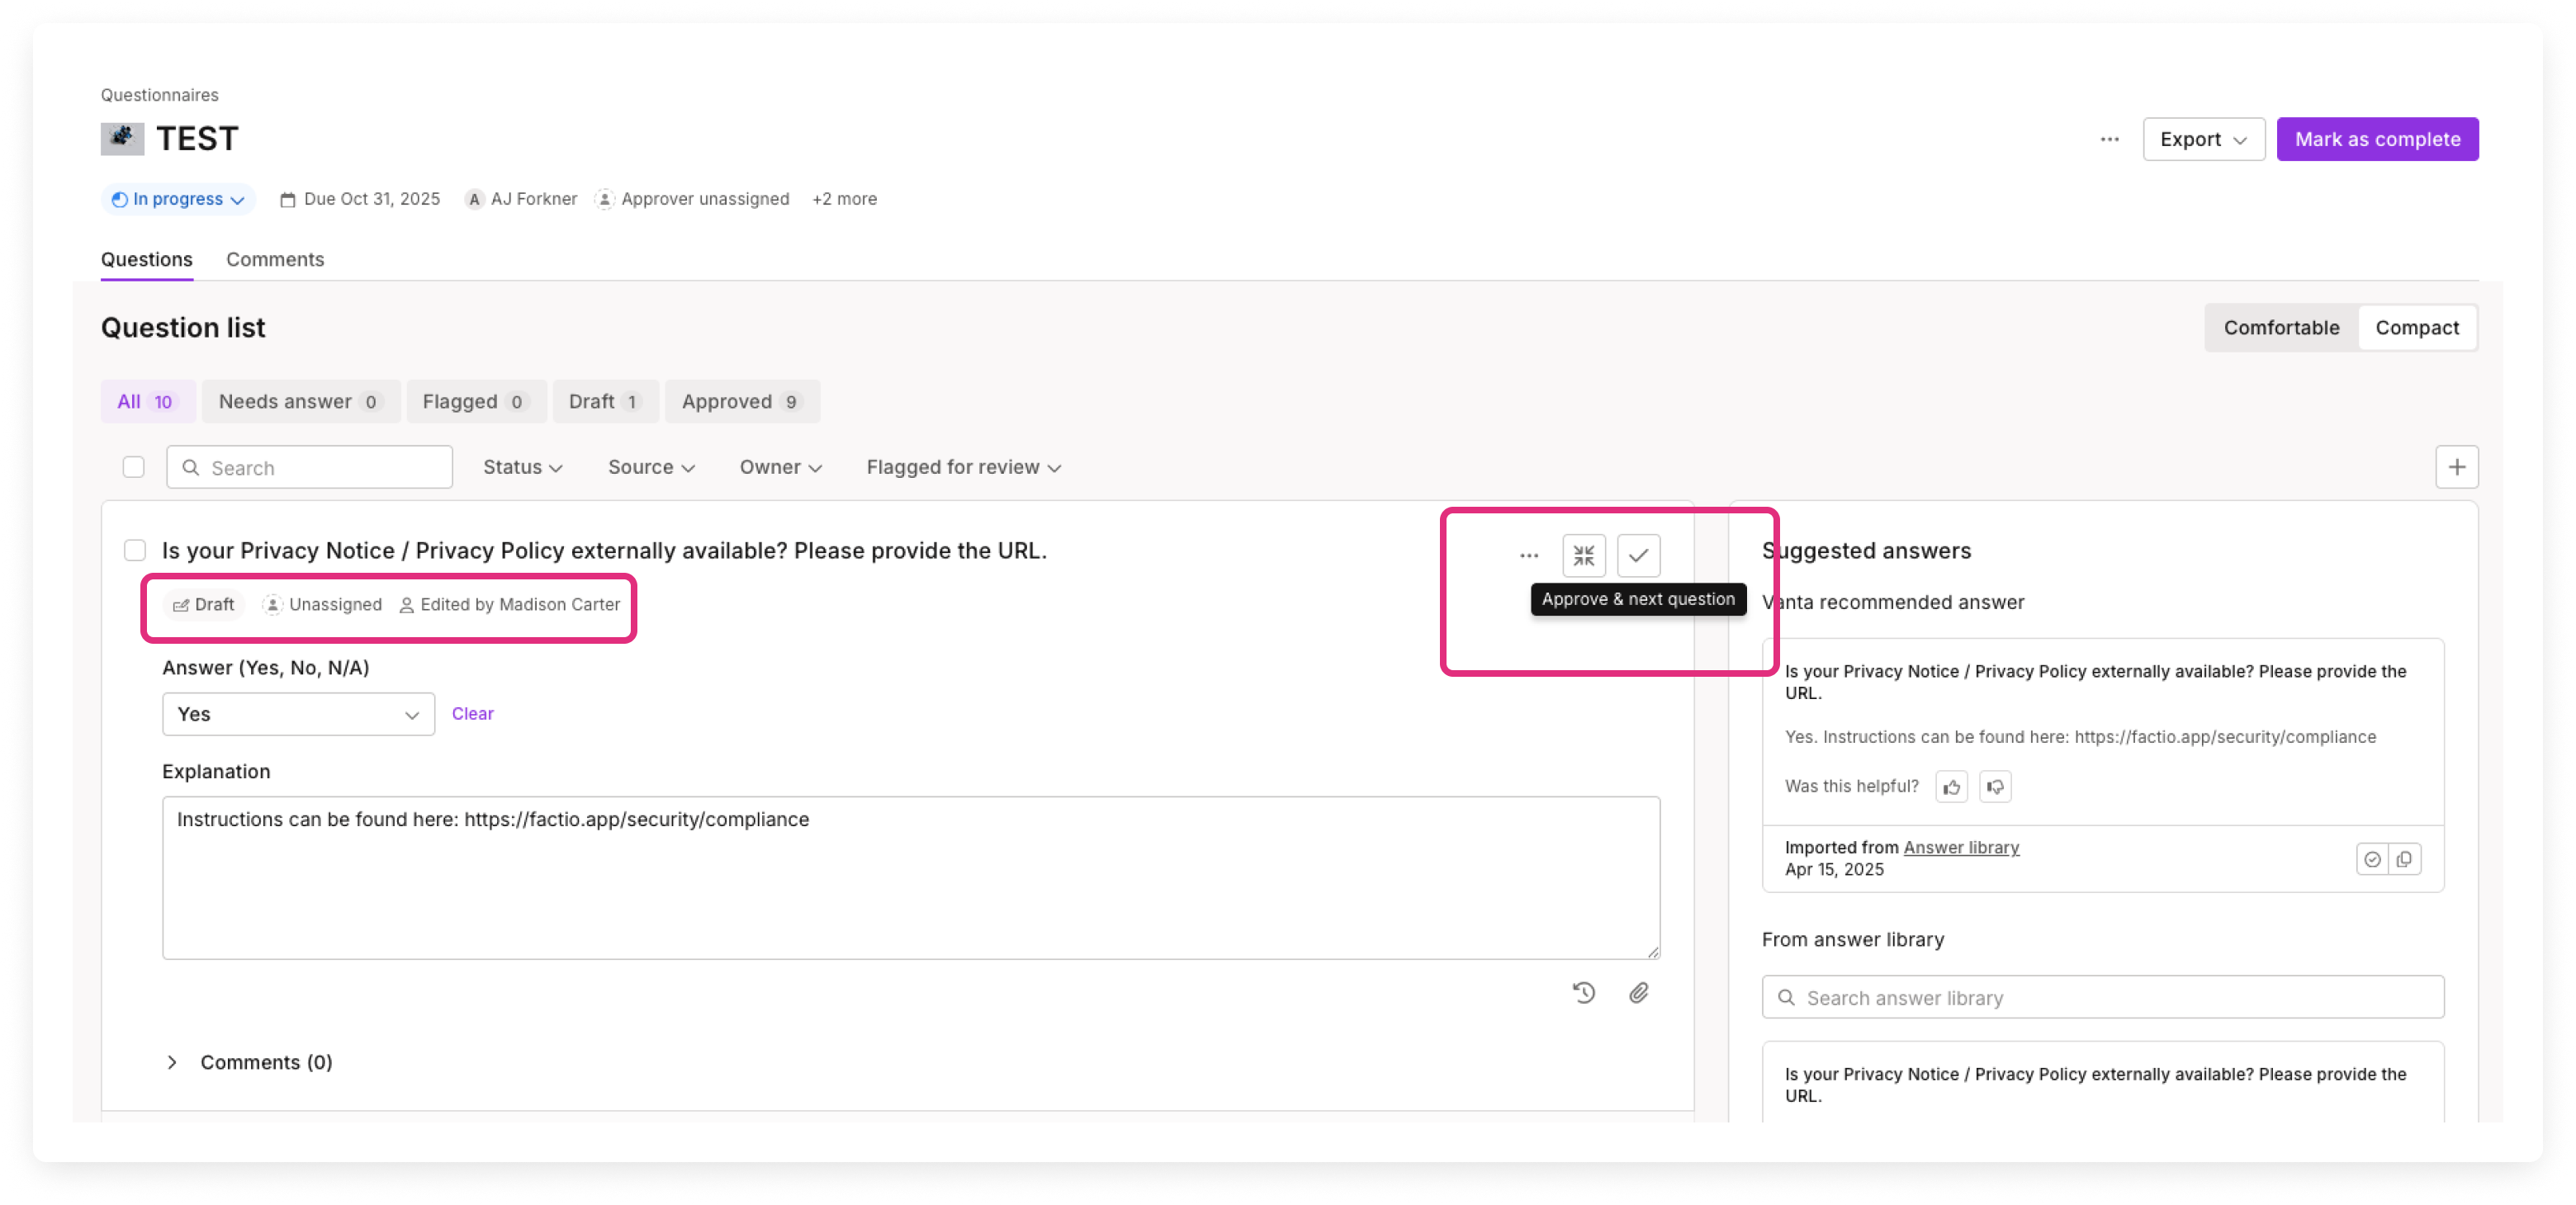 Questionnaires
TEST
Export
Mark as complete
In progress
Due Oct 31, 2025
A AJ Forkner
Approver unassigned
+2 more
Questions
Comments
Question list
Comfortable
Compact
All 10
Needs answer 0
Flagged 0
Draft 1
Approved 9
Search
Status
Source
Owner
Flagged for review
Is your Privacy Notice / Privacy Policy externally available? Please provide the URL.
Draft
Unassigned
Edited by Madison Carter
Approve & next question
Answer (Yes, No, N/A)
Yes
Clear
Explanation
Instructions can be found here: https://factio.app/security/compliance
Comments (0)
Suggested answers
Vanta recommended answer
Is your Privacy Notice / Privacy Policy externally available? Please provide the
URL.
Yes. Instructions can be found here: https://factio.app/security/compliance
Was this helpful?
Imported from Answer library
Apr 15, 2025
From answer library
Search answer library
Is your Privacy Notice / Privacy Policy externally available? Please provide the
URL.